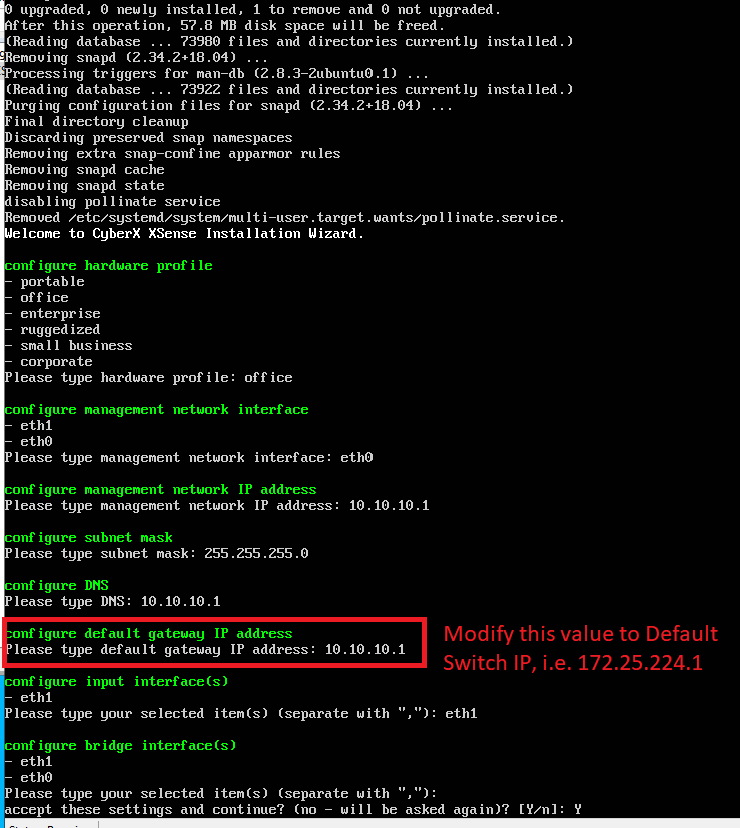 0 upgraded, 0 newly installed, 1 to remove and 0 not upgraded.
After this operation, 57.8 MB disk space will be freed.
(Reading database ... 73980 files and directories currently installed.)
Removing snapd (2.34.2+18.04) ...
Processing triggers for man-db (2.8.3-2ubuntu0.1) ...
(Reading database ... 73922 files and directories currently installed.)
Purging configuration files for snapd (2.34.2+18.04) ...
Final directory cleanup
Discarding preserved snap namespaces
Removing extra snap-confine apparmor rules
Removing snapd cache
Removing snapd state
disabling pollinate service
Removed /etc/systemd/system/multi-user.target.wants/pollinate.service.
Welcome to CyberX XSense Installation Wizard.
configure hardware profile
- portable
- office
- enterprise
- ruggedized
- small business
- corporate
Please type hardware profile: office
configure management network interface
- eth1
- eth0
Please type management network interface: eth0
configure management network IP address
Please type management network IP address: 10.10.10.1
configure subnet mask
Please type subnet mask: 255.255.255.0
configure DNS
Please type DNS: 10.10.10.1
configure default gateway IP address
Please type default gateway IP address: 10.10.10.1
Modify this value to Default
Switch IP, i.e. 172.25.224.1
configure input interface(s)
- eth1
Please type your selected item(s) (separate with ","): eth1
configure bridge interface(s)
- eth1
- eth0
Please type your selected item(s) (separate with ","):
accept these settings and continue? (no - will be asked again)? [Y/n]: Y